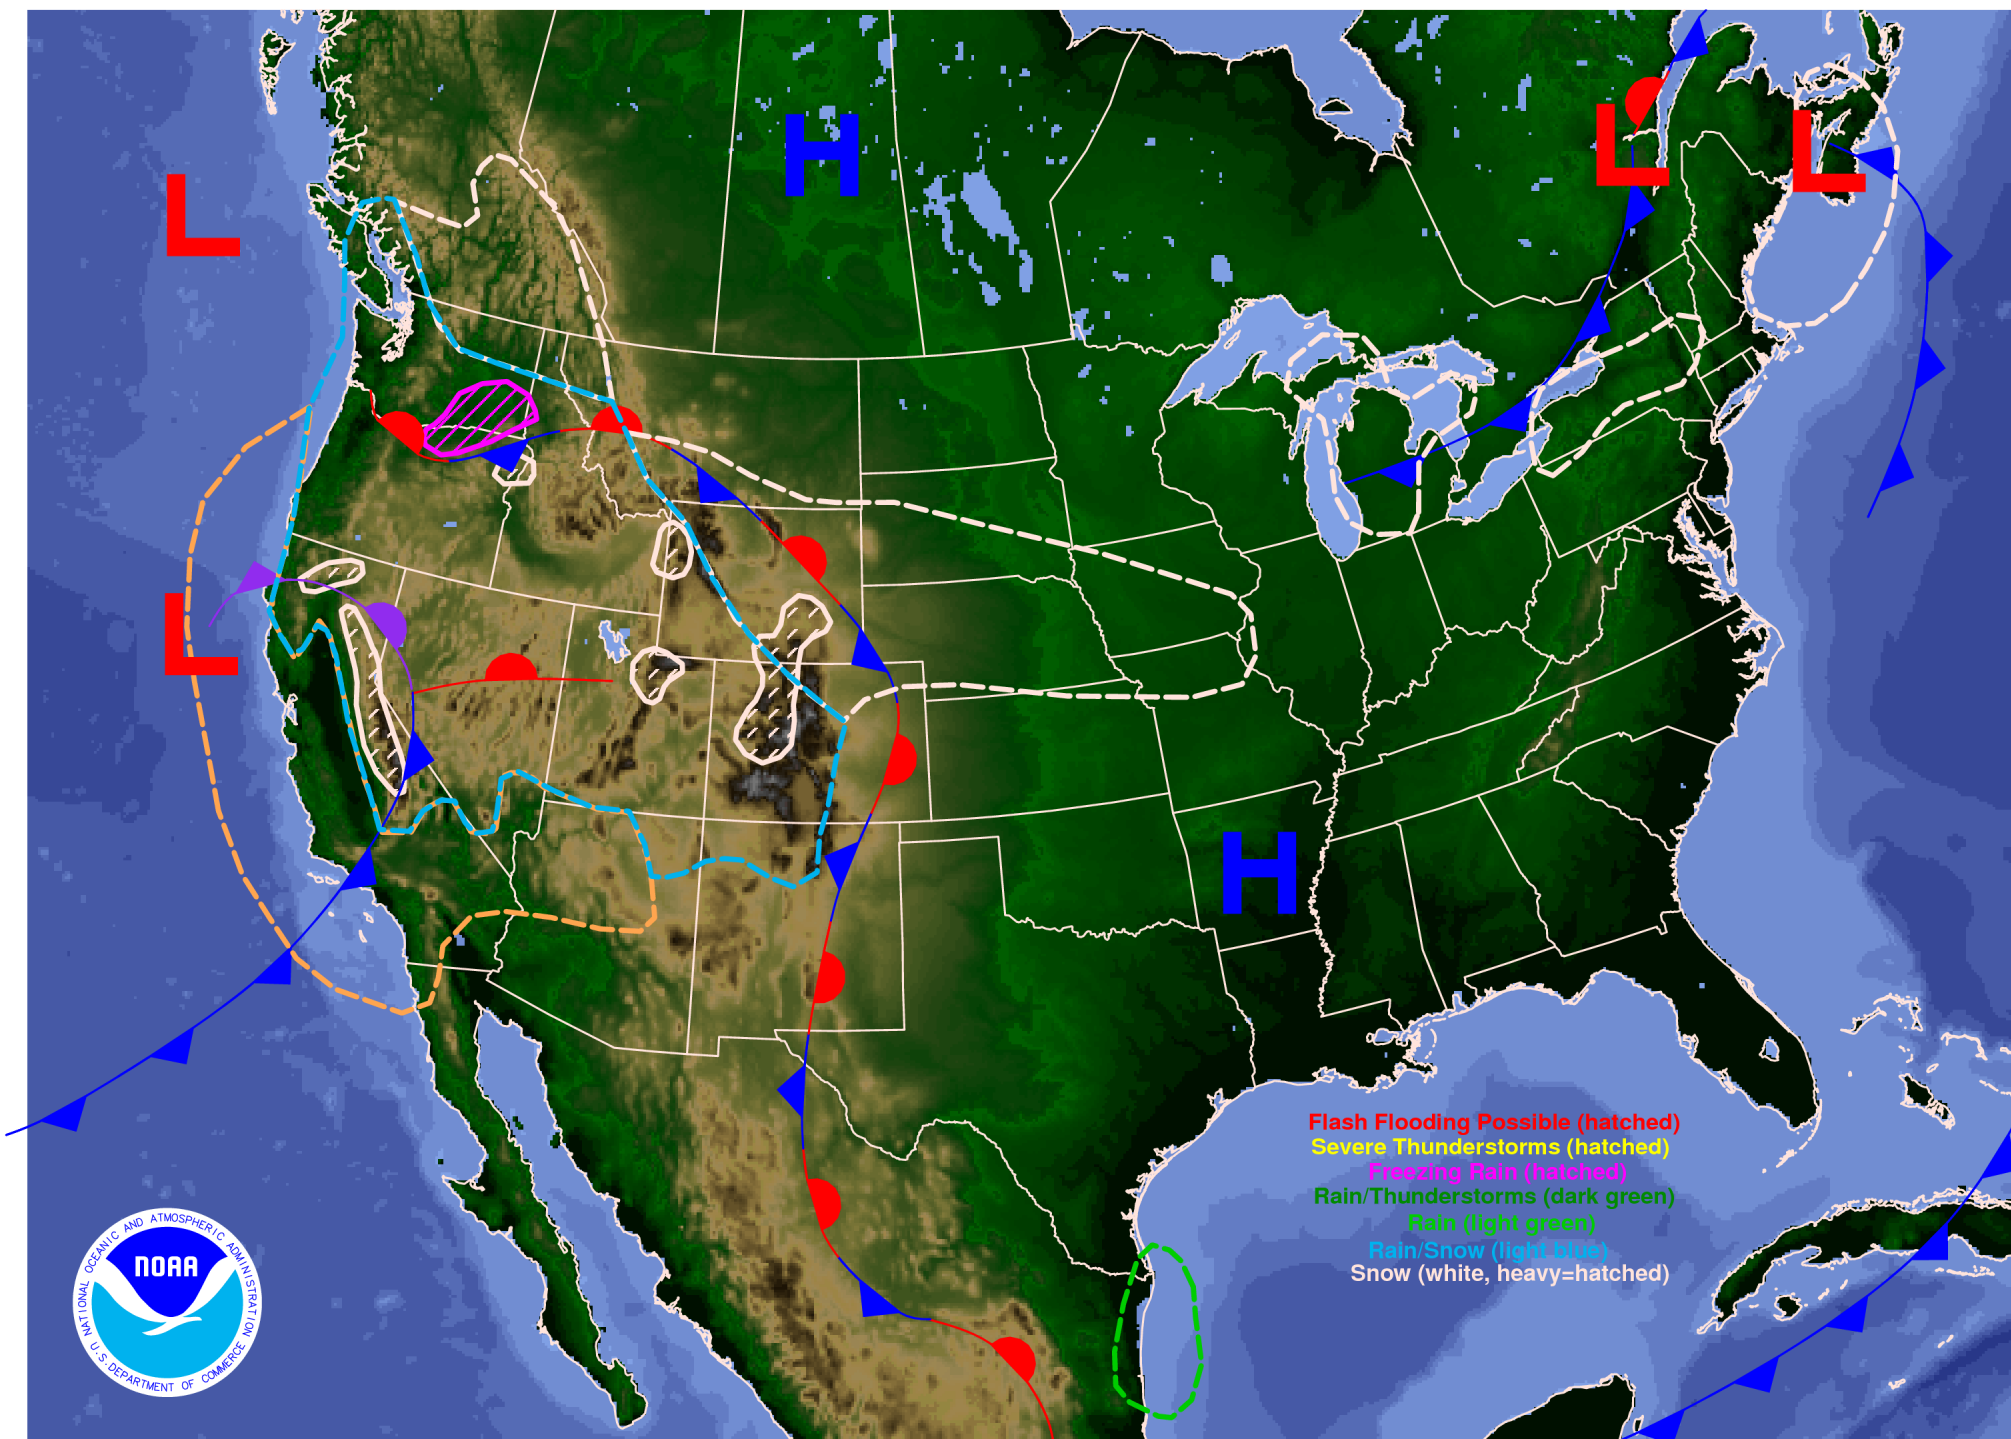 H
L
L
L
L
H
Flash Flooding Possible (hatched)
Severe Thunderstorms (hatched)
Freezing Rain (hatched)
Rain/Thunderstorms (dark green)
Rain (light green)
Rain/Snow (light blue)
Snow (white, heavy=hatched)
NATIONAL OCEANIC AND ATMOSPHERIC ADMINISTRATION
NOAA
U.S. DEPARTMENT OF COMMERCE